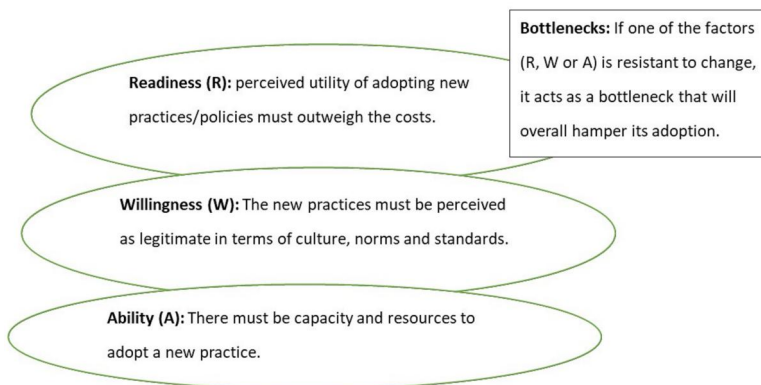 Bottlenecks: If one of the factors
(R, W or A) is resistant to change,
it acts as a bottleneck that will
overall hamper its adoption.
Readiness (R): perceived utility of adopting new
practices/policies must outweigh the costs.
Willingness (W): The new practices must be perceived
as legitimate in terms of culture, norms and standards.
Ability (A): There must be capacity and resources to
adopt a new practice.